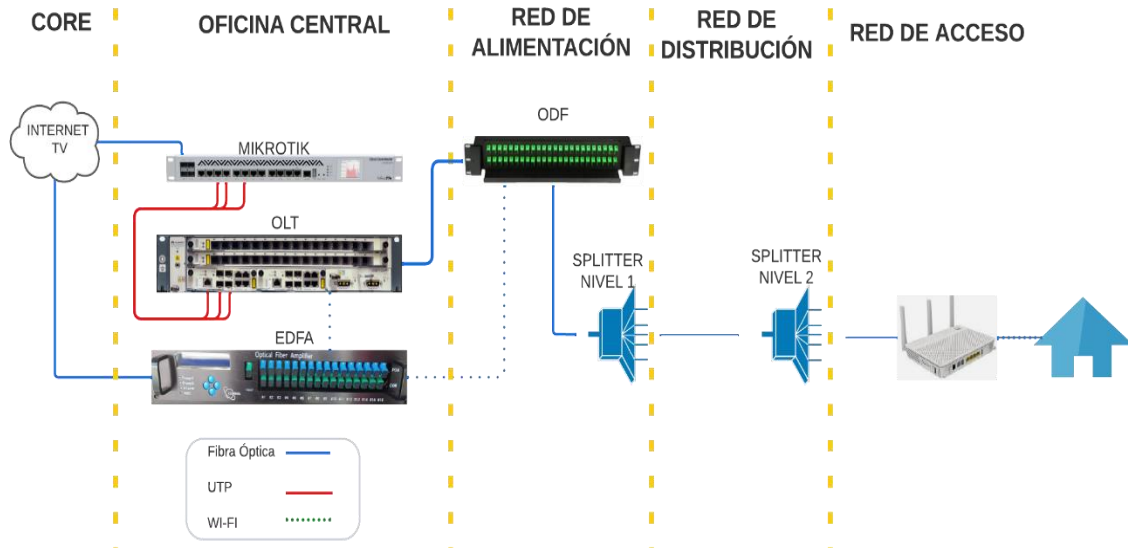 CORE
OFICINA CENTRAL
RED DE
ALIMENTACIÓN
RED DE
DISTRIBUCIÓN
RED DE ACCESO
INTERNET
TV
MIKROTIK
ODF
OLT
SPLITTER
NIVEL 1
SPLITTER
NIVEL 2
EDFA
Optical Fiber Amplifier
Fibra Óptica
UTP
WI-FI